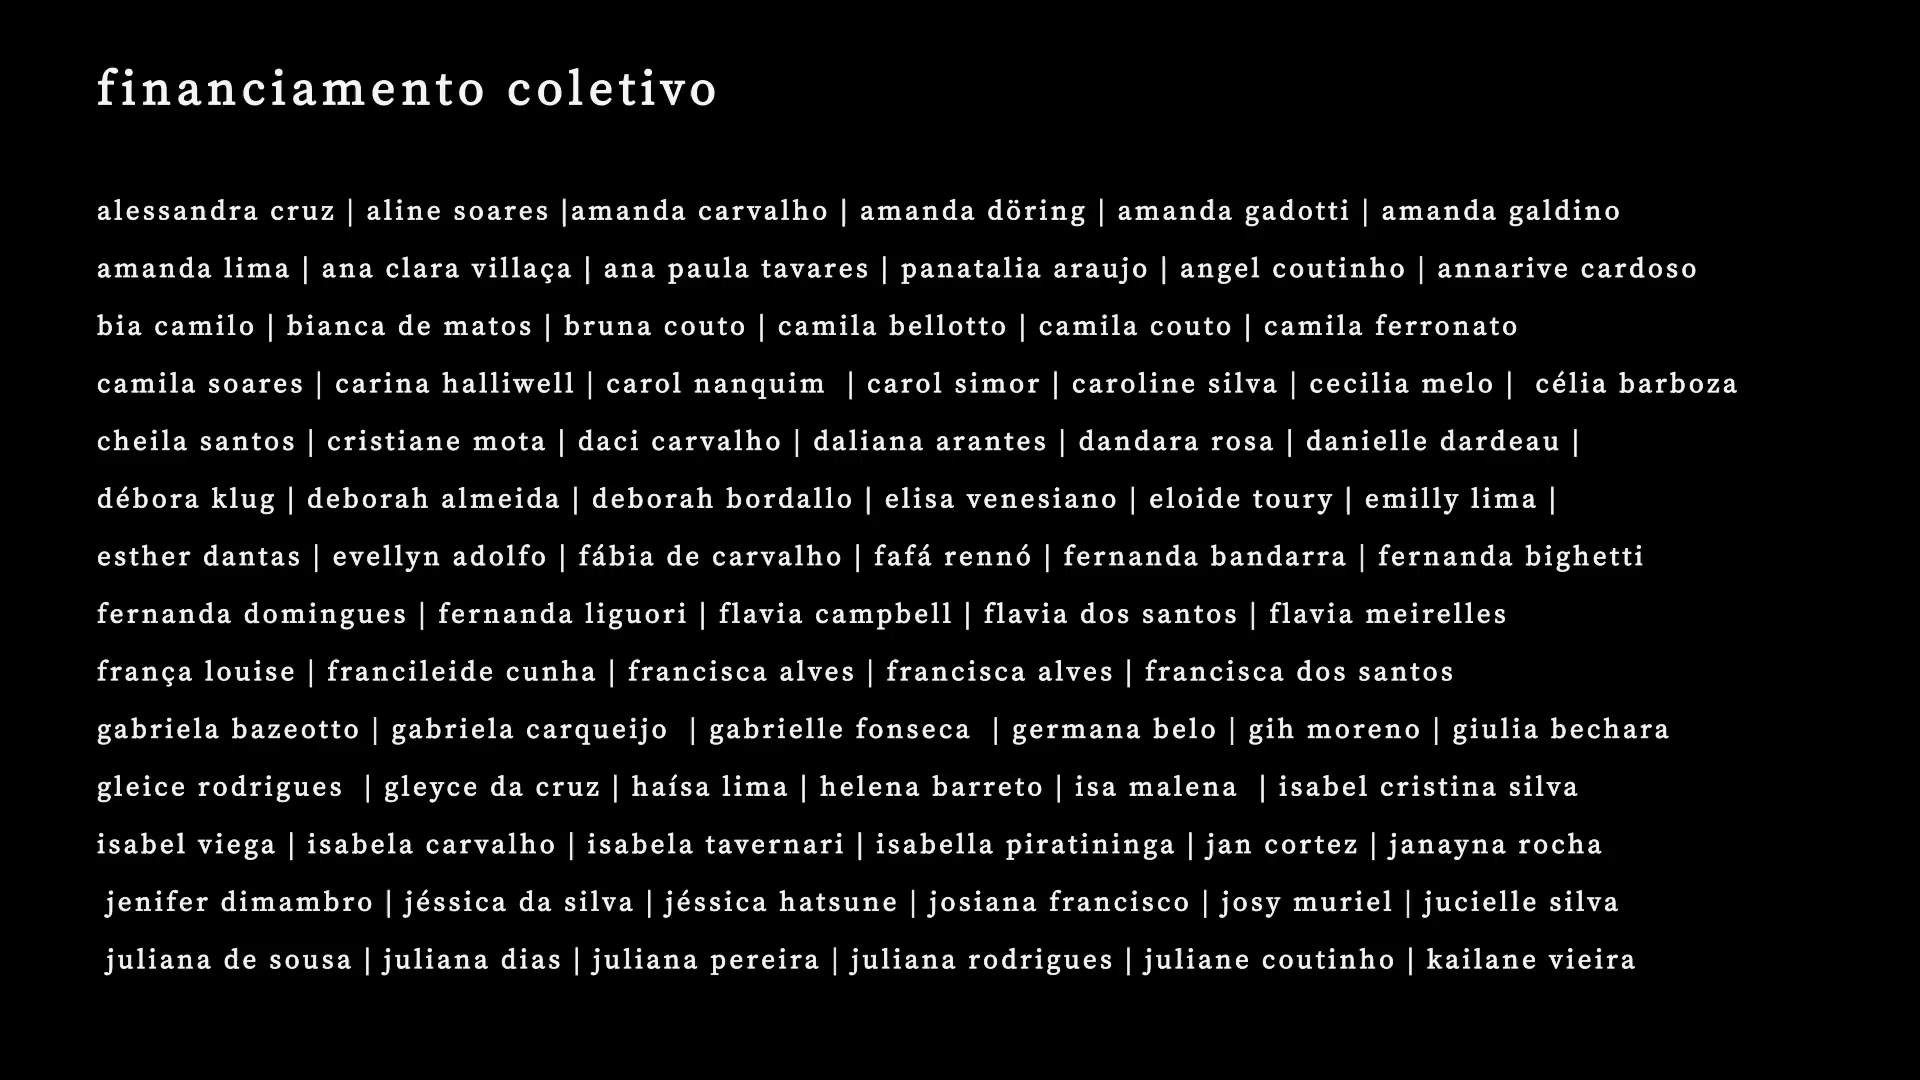 financiamento coletivo
alessandra cruz | aline soares |amanda carvalho | amanda döring | amanda gadotti | amanda galdino
amanda lima | ana clara villaça | ana paula tavares | panatalia araujo | angel coutinho | annarive cardoso
bia camilo | bianca de matos | bruna couto | camila bellotto | camila couto | camila ferronato
camila soares | carina halliwell | carol nanquim | carol simor | caroline silva | cecilia melo | célia barboza
cheila santos | cristiane mota | daci carvalho | daliana arantes | dandara rosa | danielle dardeau |
débora klug | deborah almeida | deborah bordallo | elisa venesiano | eloide toury | emilly lima |
esther dantas | evellyn adolfo | fábia de carvalho | fafá rennó | fernanda bandarra | fernanda bighetti
fernanda domingues | fernanda liguori | flavia campbell | flavia dos santos | flavia meirelles
frança louise | francileide cunha | francisca alves | francisca alves | francisca dos santos
gabriela bazeotto | gabriela carqueijo | gabrielle fonseca | germana belo | gih moreno | giulia bechara
gleice rodrigues | gleyce da cruz | haísa lima | helena barreto | isa malena | isabel cristina silva
isabel viega | isabela carvalho | isabela tavernari | isabella piratininga | jan cortez | janayna rocha
jenifer dimambro | jéssica da silva | jéssica hatsune | josiana francisco | josy muriel | jucielle silva
juliana de sousa | juliana dias | juliana pereira | juliana rodrigues | juliane coutinho | kailane vieira